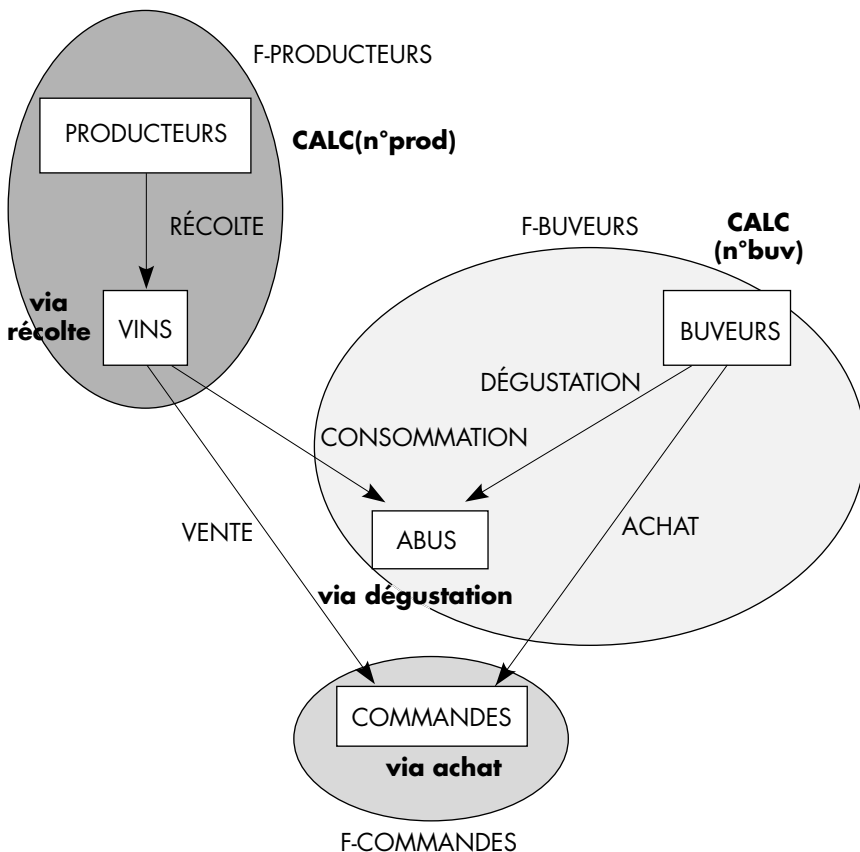 F-PRODUCTEURS
PRODUCTEURS
CALC(n°prod)
RÉCOLTE
via
récolte
VINS
F-BUVEURS
CALC
(n°buv)
BUVEURS
DÉGUSTATION
CONSOMMATION
VENTE
ABUS
ACHAT
via dégustation
COMMANDES
via achat
F-COMMANDES